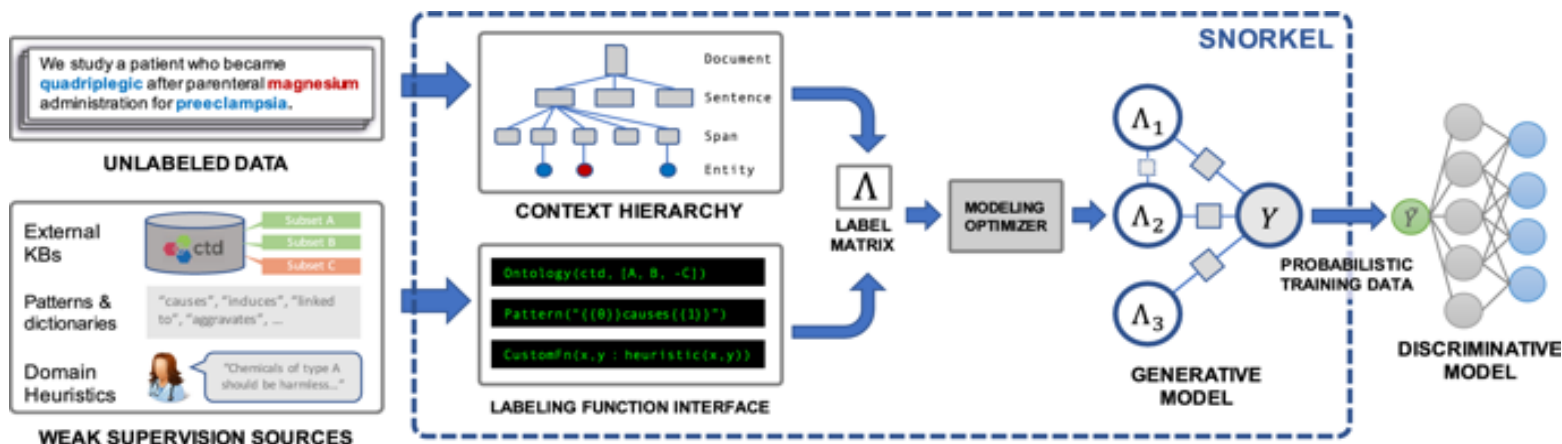 We study a patient who became
quadriplegic after parenteral magnesium
administration for preeclampsia.
UNLABELED DATA
External
KBs
ctd
Subset A
Subset B
Subset C
Patterns &
dictionaries
"causes", "induces", "linked
to", "aggravates", ...
Domain
Heuristics
"Chemicals of type A
should be harmless..."
WEAK SUPERVISION SOURCES
SNORKEL
Document
Sentence
Span
Entity
CONTEXT HIERARCHY
Ontology(ctd, [A, B, -C])
Pattern("{{0}}causes{{1}}")
CustomFn(x,y : heuristic(x,y))
LABELING FUNCTION INTERFACE
Λ
LABEL
MATRIX
MODELING
OPTIMIZER
Λ1
Λ2
Λ3
Y
GENERATIVE
MODEL
PROBABILISTIC
TRAINING DATA
Ỹ
DISCRIMINATIVE
MODEL